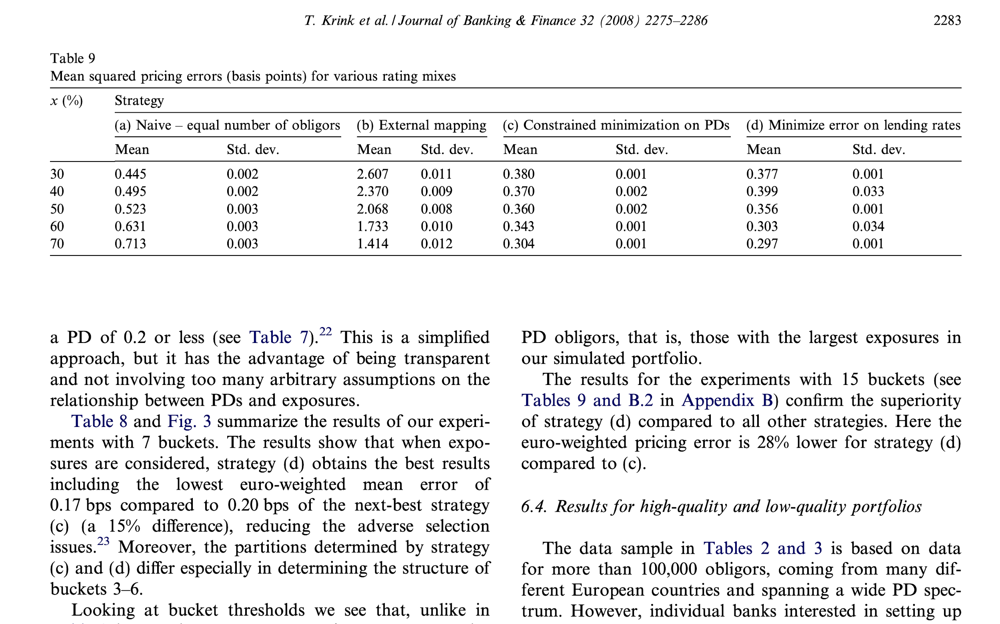 T. Krink et al. / Journal of Banking & Finance 32 (2008) 2275–2286 2283
Table 9
Mean squared pricing errors (basis points) for various rating mixes
x (%) Strategy
(a) Naive – equal number of obligors (b) External mapping (c) Constrained minimization on PDs (d) Minimize error on lending rates
Mean Std. dev. Mean Std. dev. Mean Std. dev. Mean Std. dev.
30 0.445 0.002 2.607 0.011 0.380 0.001 0.377 0.001
40 0.495 0.002 2.370 0.009 0.370 0.002 0.399 0.033
50 0.523 0.003 2.068 0.008 0.360 0.002 0.356 0.001
60 0.631 0.003 1.733 0.010 0.343 0.001 0.303 0.034
70 0.713 0.003 1.414 0.012 0.304 0.001 0.297 0.001
a PD of 0.2 or less (see Table 7).22 This is a simplified
approach, but it has the advantage of being transparent
and not involving too many arbitrary assumptions on the
relationship between PDs and exposures.
Table 8 and Fig. 3 summarize the results of our experi-
ments with 7 buckets. The results show that when expo-
sures are considered, strategy (d) obtains the best results
including the lowest euro-weighted mean error of
0.17 bps compared to 0.20 bps of the next-best strategy
(c) (a 15% difference), reducing the adverse selection
issues.23 Moreover, the partitions determined by strategy
(c) and (d) differ especially in determining the structure of
buckets 3–6.
Looking at bucket thresholds we see that, unlike in
PD obligors, that is, those with the largest exposures in
our simulated portfolio.
The results for the experiments with 15 buckets (see
Tables 9 and B.2 in Appendix B) confirm the superiority
of strategy (d) compared to all other strategies. Here the
euro-weighted pricing error is 28% lower for strategy (d)
compared to (c).
6.4. Results for high-quality and low-quality portfolios
The data sample in Tables 2 and 3 is based on data
for more than 100,000 obligors, coming from many dif-
ferent European countries and spanning a wide PD spec-
trum. However, individual banks interested in setting up